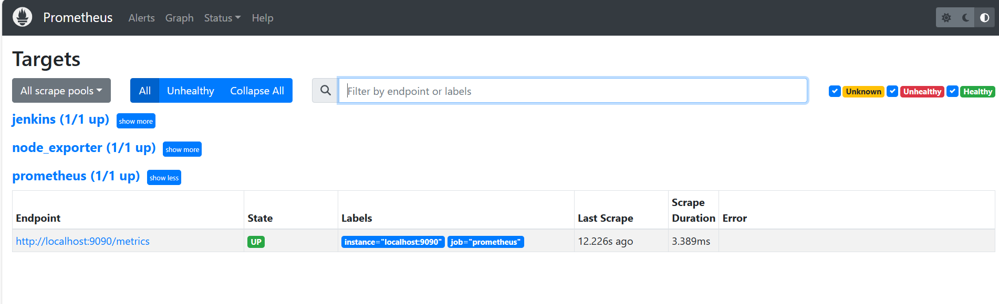 Prometheus Alerts Graph Status Help
Targets
All scrape pools All Unhealthy Collapse All Filter by endpoint or labels Unknown Unhealthy Healthy
jenkins (1/1 up) show more
node_exporter (1/1 up) show more
prometheus (1/1 up) show less
Endpoint State Labels Last Scrape Scrape Duration Error
http://localhost:9090/metrics UP instance="localhost:9090" job="prometheus" 12.226s ago 3.389ms